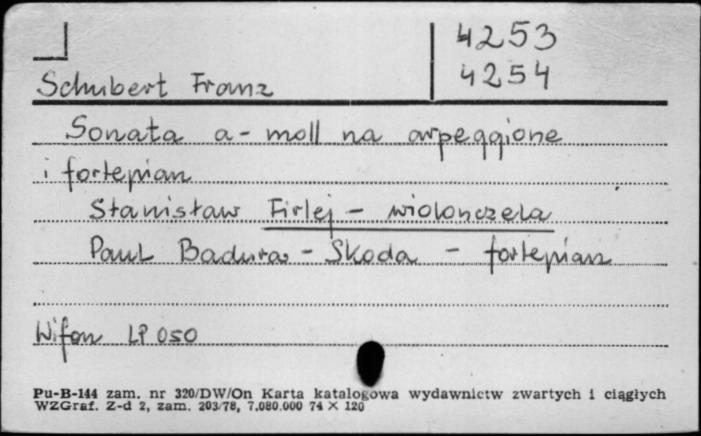 4253
4254
Schubert Franz
Sonata a-moll na arpeggione
i fortepian
Stanisław Firlej - wiolonczela
Paul Badura-Skoda - fortepian
Wifon LP 050
Pu-B-144 zam. nr 320/DW/On Karta katalogowa wydawnictw zwartych i ciągłych
WZGraf. Z-d 2, zam. 203/78, 7.080.000 74 × 120